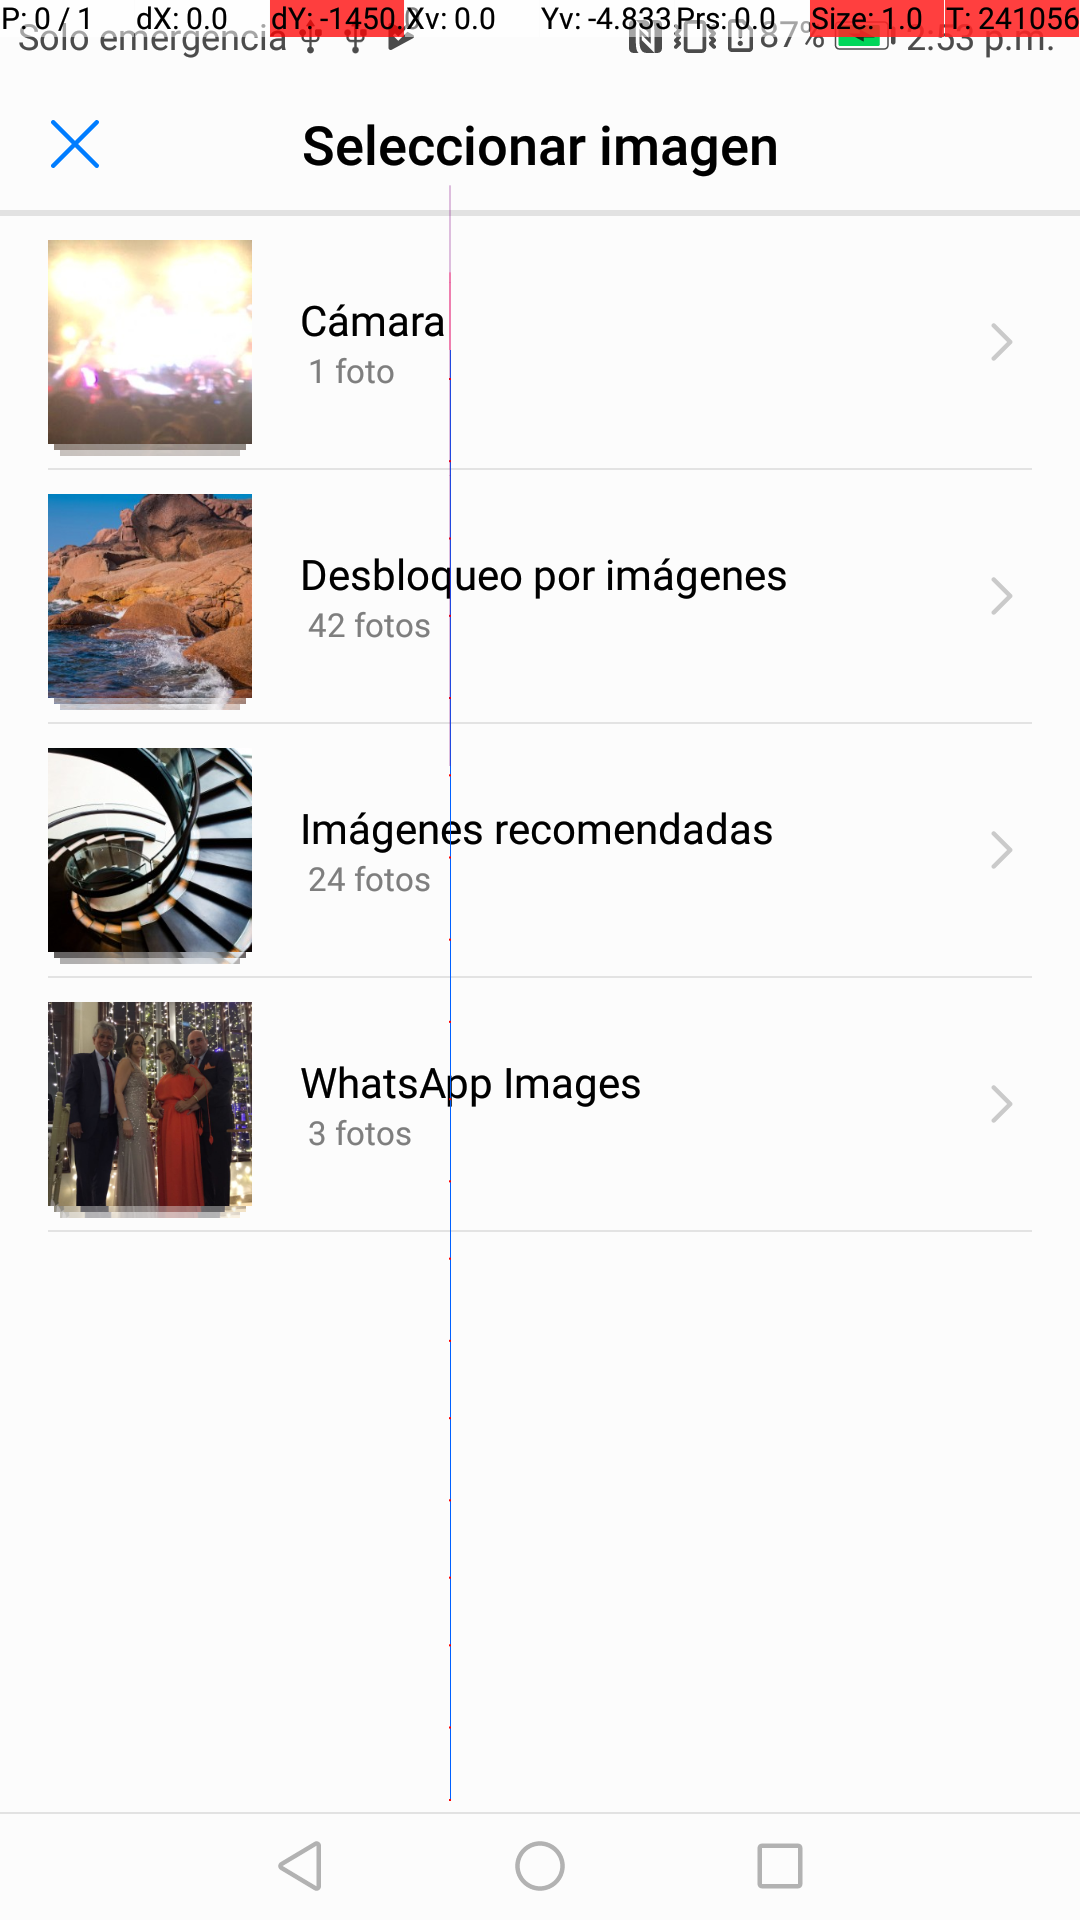 P: 0 / 1 dX: 0.0 dY: -1450. Xv: 0.0 Yv: -4.833 Prs: 0.0 Size: 1.0 T: 241056
Solo emergencia 87% 2:53 p.m.
Seleccionar imagen
Cámara
1 foto
Desbloqueo por imágenes
42 fotos
Imágenes recomendadas
24 fotos
WhatsApp Images
3 fotos